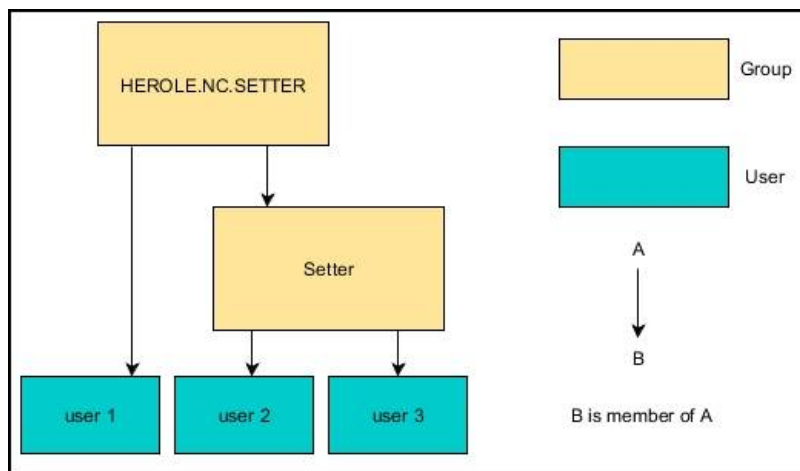 HEROLE.NC.SETTER
Group
User
Setter
A
B
user 1
user 2
user 3
B is member of A